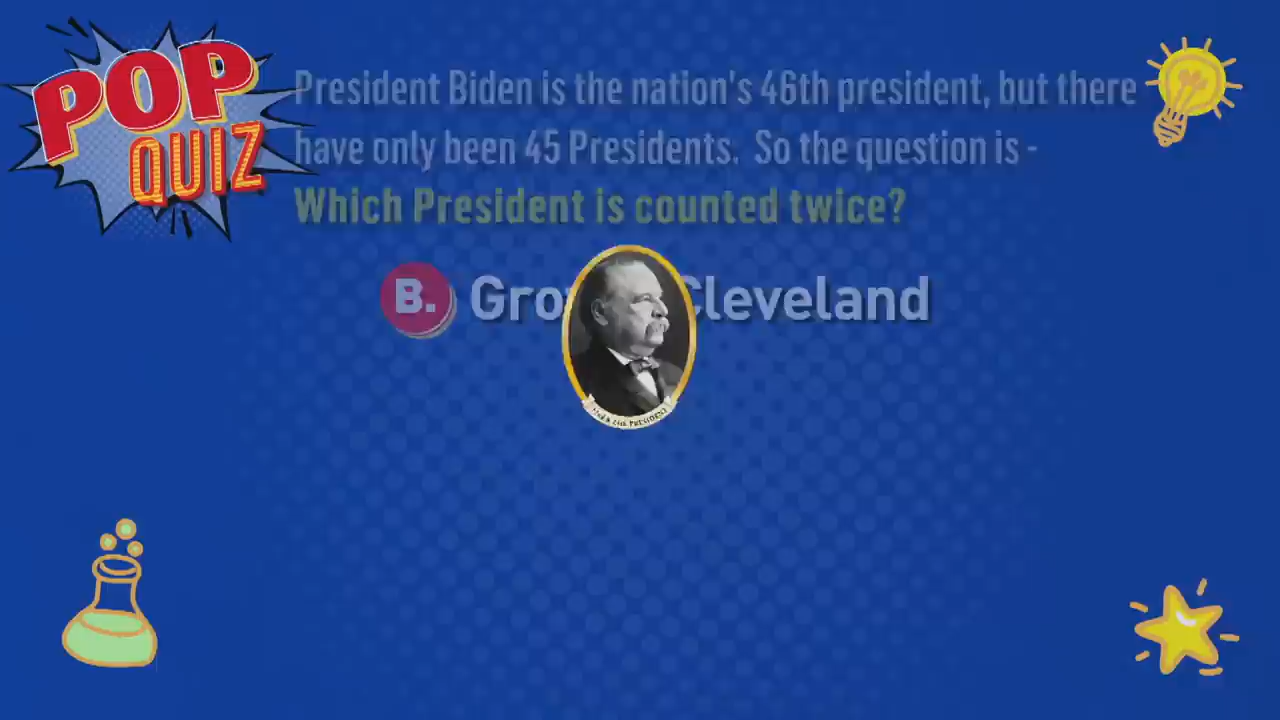 POP
QUIZ
President Biden is the nation's 46th president, but there
have only been 45 Presidents. So the question is -
Which President is counted twice?
B. Gro Cleveland
PRESIDENT